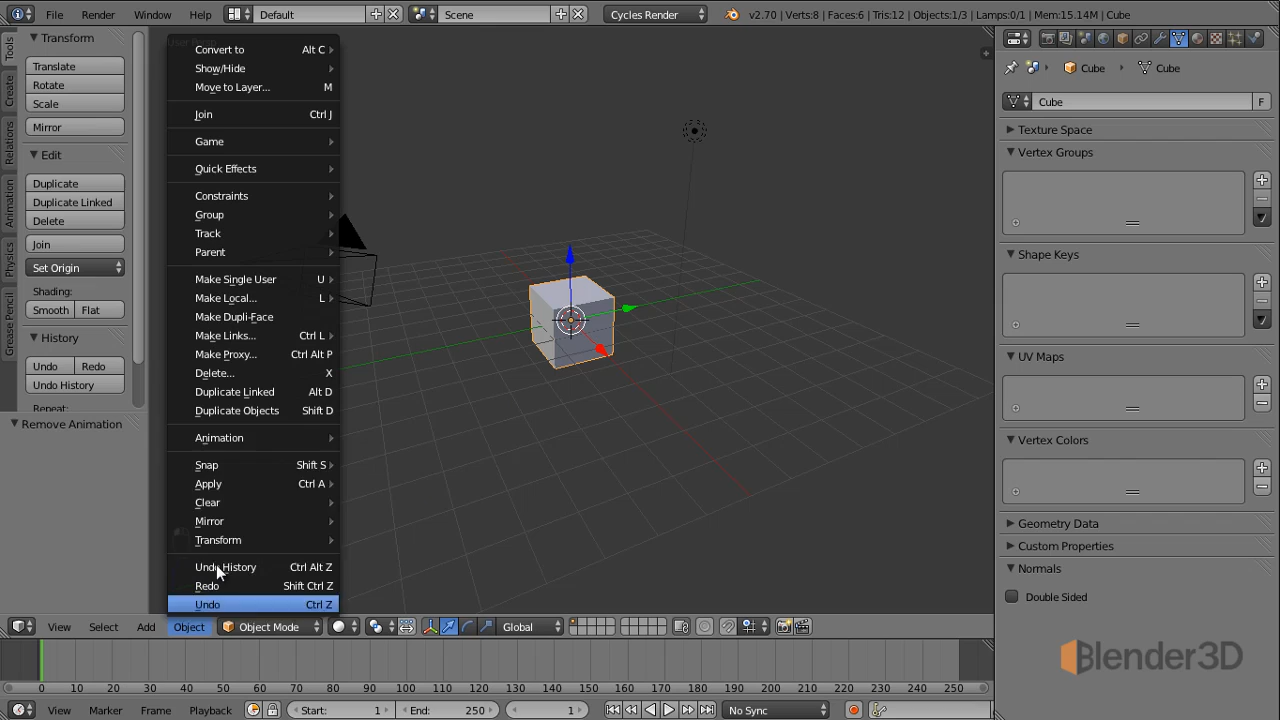 File Render Window Help Default Scene Cycles Render v2.70 | Verts:8 | Faces:6 | Tris:12 | Objects:1/3 | Lamps:0/1 | Mem:15.14M | Cube
Tools
Create
Relations
Animation
Physics
Grease Pencil
Transform
Translate
Rotate
Scale
Mirror
Edit
Duplicate
Duplicate Linked
Delete
Join
Set Origin
Shading:
Smooth Flat
History
Undo Redo
Undo History
Repeat:
Remove Animation
Convert to Alt C
Show/Hide
Move to Layer... M
Join Ctrl J
Game
Quick Effects
Constraints
Group
Track
Parent
Make Single User U
Make Local... L
Make Dupli-Face
Make Links... Ctrl L
Make Proxy... Ctrl Alt P
Delete... X
Duplicate Linked Alt D
Duplicate Objects Shift D
Animation
Snap Shift S
Apply Ctrl A
Clear
Mirror
Transform
Undo History Ctrl Alt Z
Redo Shift Ctrl Z
Undo Ctrl Z
View Select Add Object Object Mode Global
0 10 20 30 40 50 60 70 80 90 100 110 120 130 140 150 160 170 180 190 200 210 220 230 240 250
View Marker Frame Playback Start: 1 End: 250 1 No Sync
Cube Cube
Cube F
Texture Space
Vertex Groups
Shape Keys
UV Maps
Vertex Colors
Geometry Data
Custom Properties
Normals
Double Sided
Blender3D